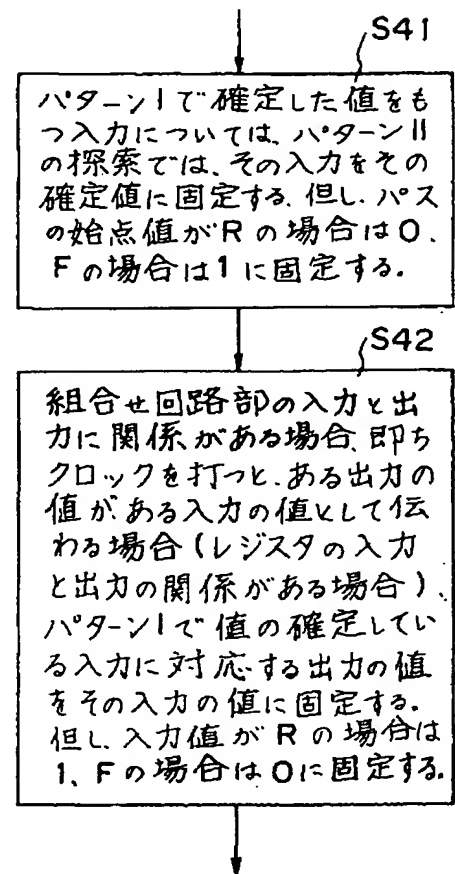 S41
パターンIで確定した値をも
つ入力については、パターンII
の探索では、その入力をその
確定値に固定する、但し、パス
の始点値がRの場合は0、
Fの場合は1に固定する。
S42
組合せ回路部の入力と出
力に関係がある場合、即ち
クロックを打つと、ある出力の
値がある入力の値として伝
わる場合(レジスタの入力
と出力の関係がある場合)、
パターンIで値の確定してい
る入力に対応する出力の値
をその入力の値に固定する。
但し、入力値がRの場合は
1、Fの場合は0に固定する。